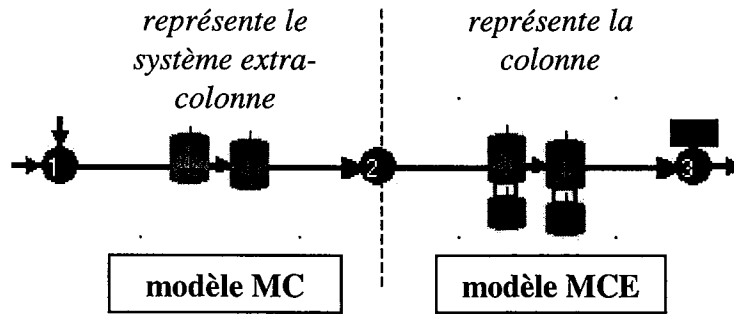 représente le
système extra-
colonne
représente la
colonne
1
2
3
modèle MC
modèle MCE